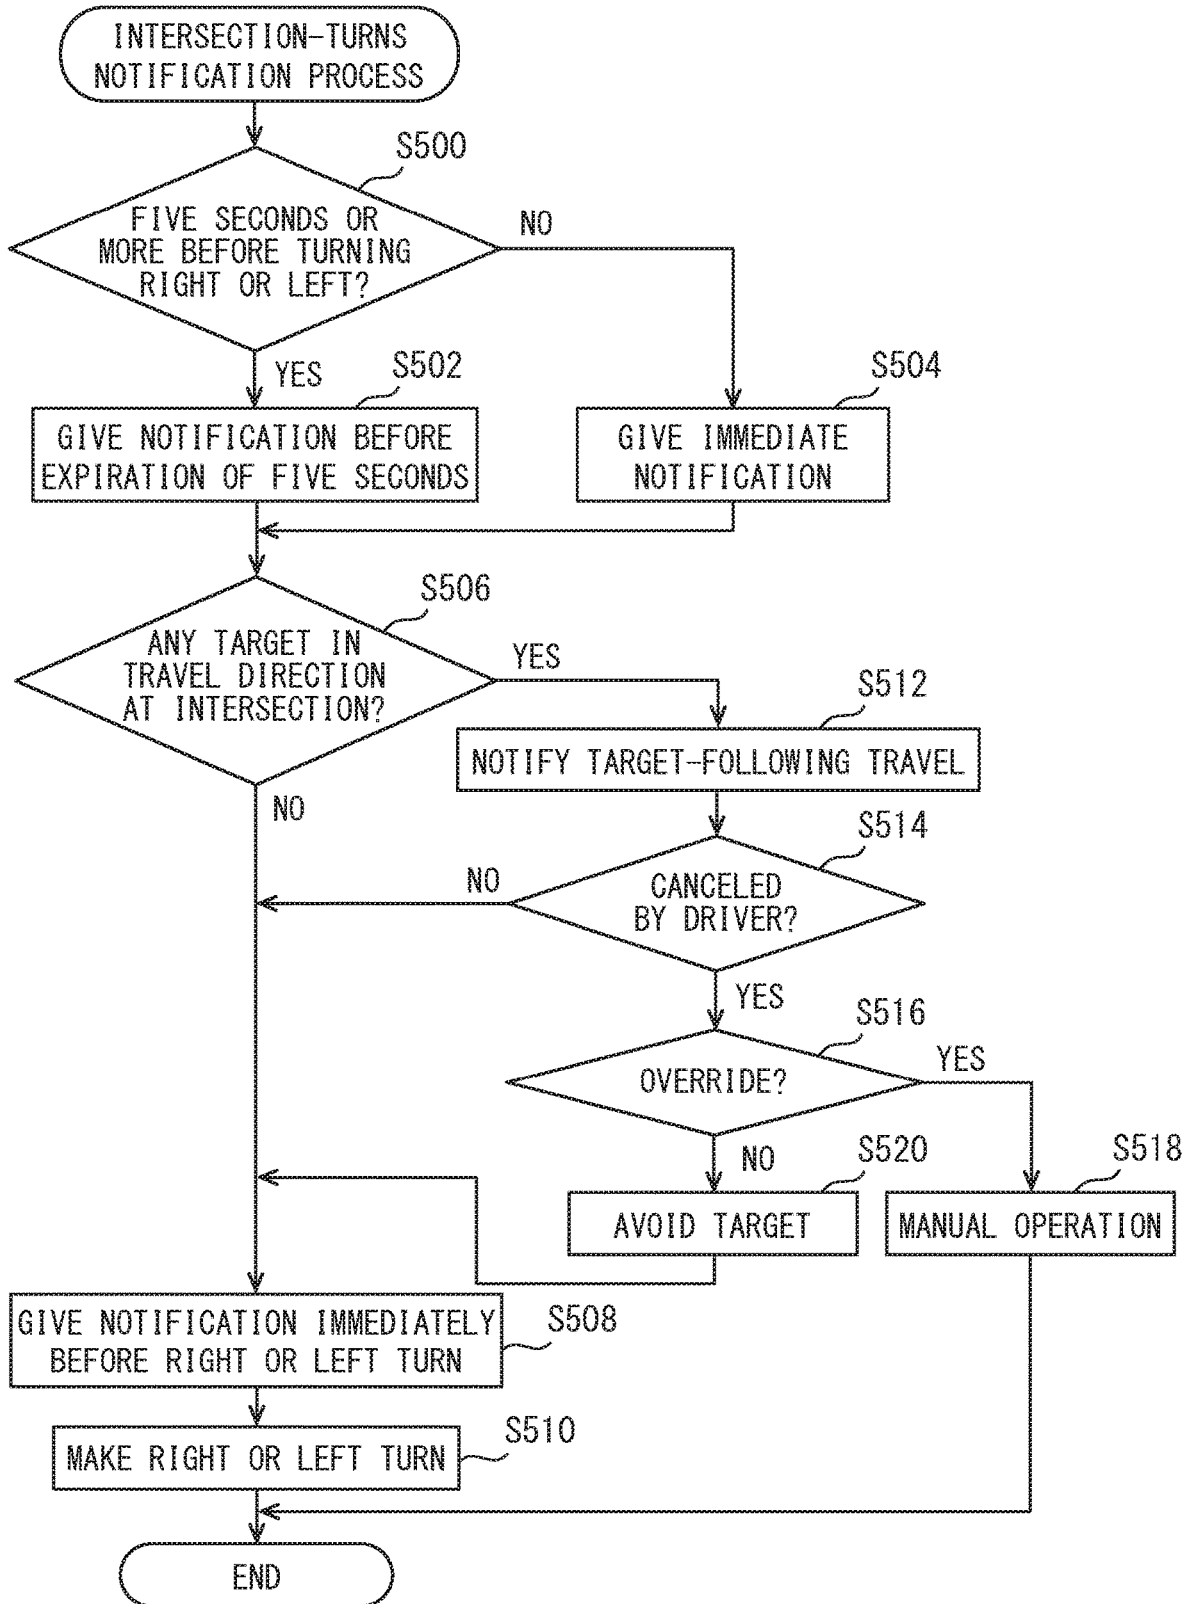 INTERSECTION-TURNS
NOTIFICATION PROCESS
S500
FIVE SECONDS OR
MORE BEFORE TURNING
RIGHT OR LEFT?
NO
YES
S502
GIVE NOTIFICATION BEFORE
EXPIRATION OF FIVE SECONDS
S504
GIVE IMMEDIATE
NOTIFICATION
S506
ANY TARGET IN
TRAVEL DIRECTION
AT INTERSECTION?
YES
NO
S512
NOTIFY TARGET-FOLLOWING TRAVEL
S514
CANCELED
BY DRIVER?
NO
YES
S516
OVERRIDE?
YES
NO
S520
AVOID TARGET
S518
MANUAL OPERATION
GIVE NOTIFICATION IMMEDIATELY
BEFORE RIGHT OR LEFT TURN
S508
MAKE RIGHT OR LEFT TURN
S510
END